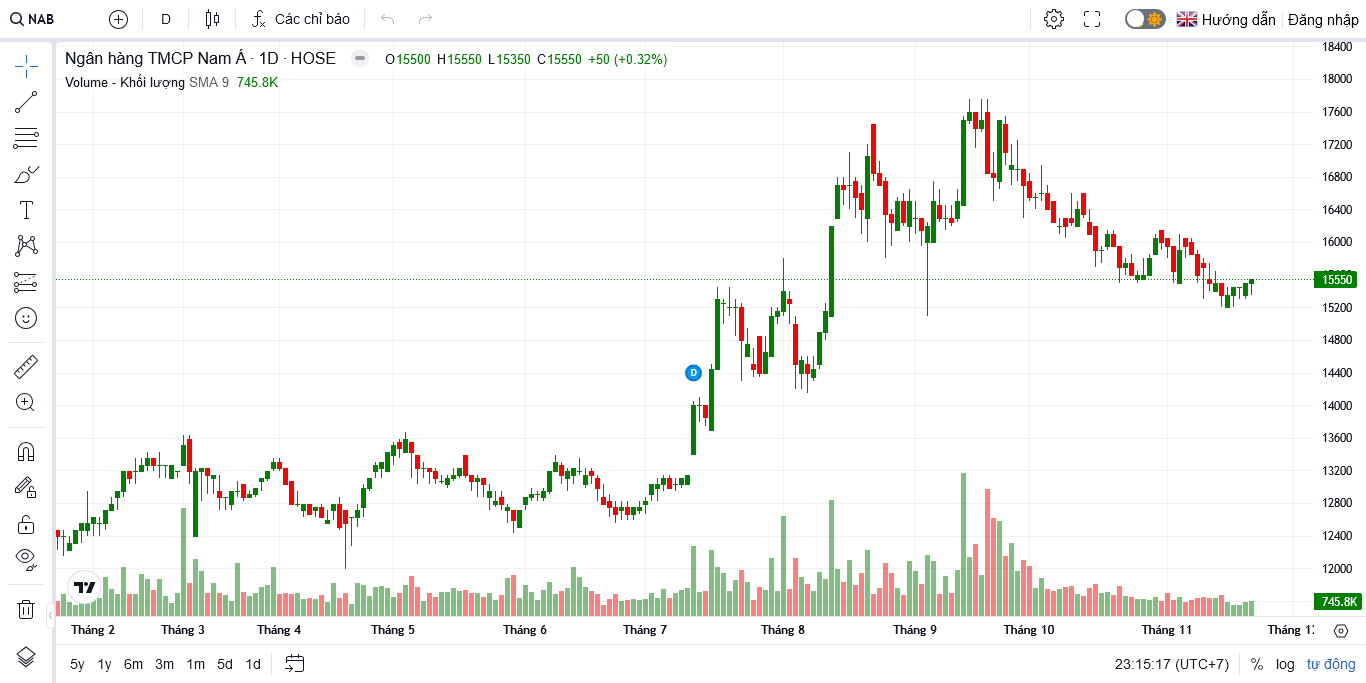 NAB D Các chỉ báo Hướng dẫn Đăng nhập
Ngân hàng TMCP Nam Á · 1D · HOSE O15500 H15550 L15350 C15550 +50 (+0.32%)
Volume - Khối lượng SMA 9 745.8K
18400
18000
17600
17200
16800
16400
16000
15550
15200
14800
14400
D
14000
13600
13200
12800
12400
12000
745.8K
Tháng 2 Tháng 3 Tháng 4 Tháng 5 Tháng 6 Tháng 7 Tháng 8 Tháng 9 Tháng 10 Tháng 11 Tháng
5y 1y 6m 3m 1m 5d 1d 23:15:17 (UTC+7) % log tự động